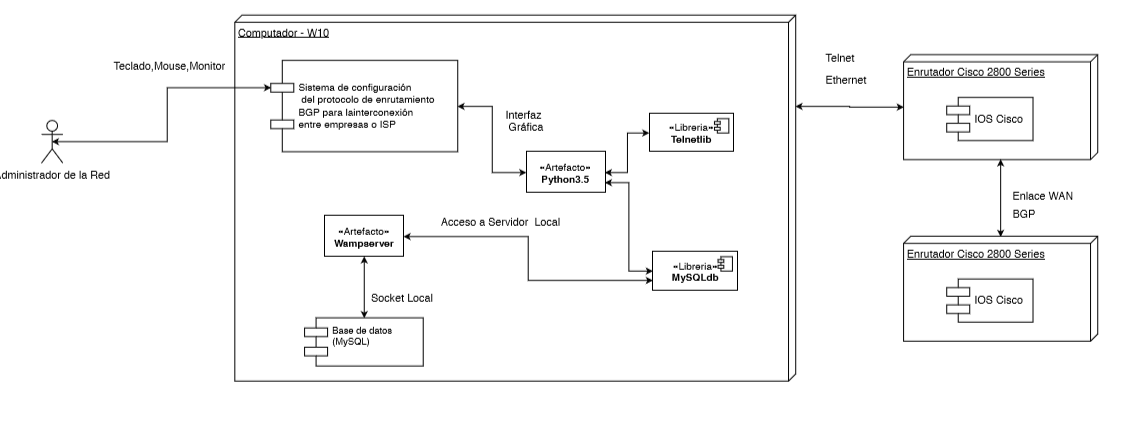 Computador - W10
Teclado,Mouse,Monitor
Sistema de configuración
del protocolo de enrutamiento
BGP para lainterconexión
entre empresas o ISP
Administrador de la Red
Interfaz
Gráfica
«Libreria»
Telnetlib
«Artefacto»
Python3.5
«Artefacto»
Wampserver
Acceso a Servidor Local
«Libreria»
MySQLdb
Socket Local
Base de datos
(MySQL)
Telnet
Ethernet
Enrutador Cisco 2800 Series
IOS Cisco
Enlace WAN
BGP
Enrutador Cisco 2800 Series
IOS Cisco